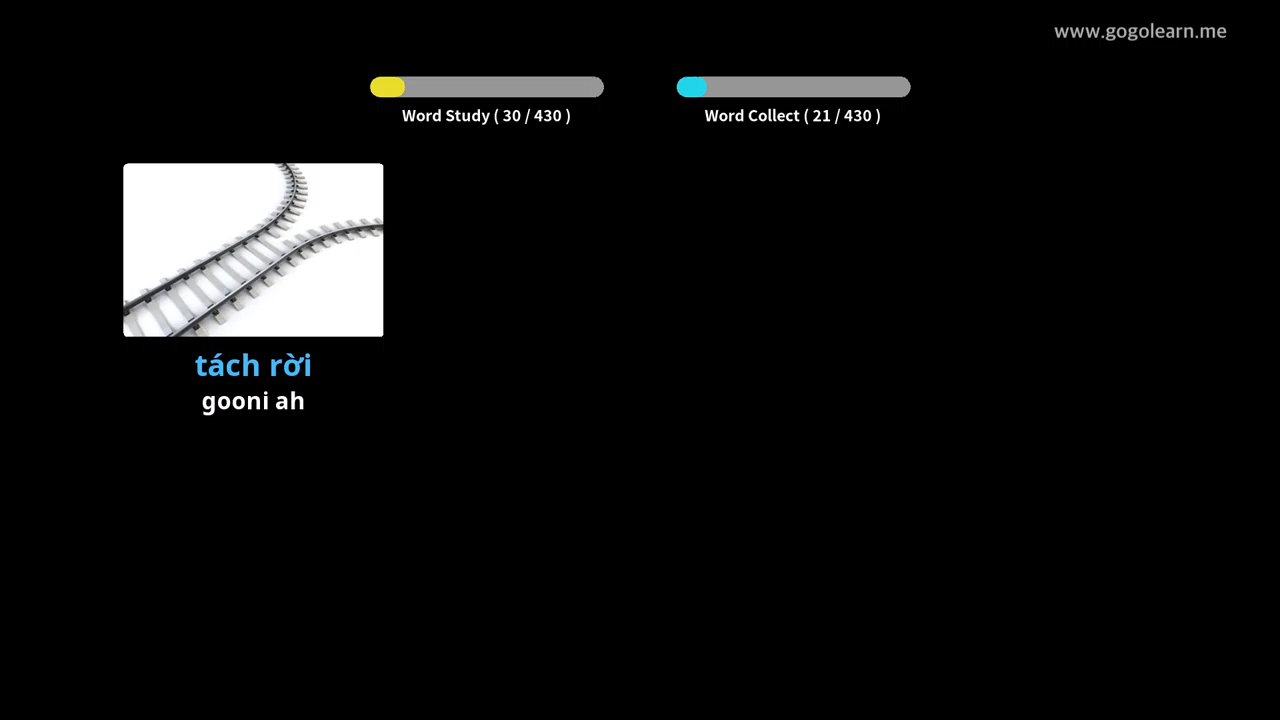 www.gogolearn.me
Word Study ( 30 / 430 )
Word Collect ( 21 / 430 )
tách rời
gooni ah